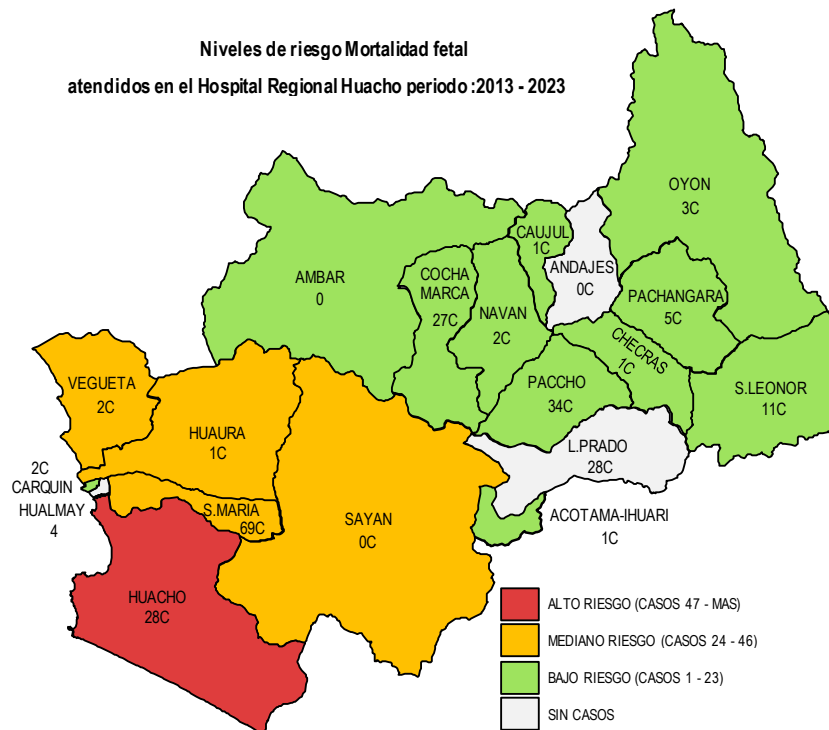 Niveles de riesgo Mortalidad fetal
atendidos en el Hospital Regional Huacho periodo :2013 - 2023
OYON
3C
CAUJUL
1C
ANDAJES
0C
AMBAR
0
COCHA
MARCA
27C
NAVAN
2C
PACHANGARA
5C
CHECRAS
1C
VEGUETA
2C
PACCHO
34C
S.LEONOR
11C
HUAURA
1C
L.PRADO
28C
2C
CARQUIN
HUALMAY
4
S.MARIA
69C
SAYAN
0C
ACOTAMA-IHUARI
1C
HUACHO
28C
ALTO RIESGO (CASOS 47 - MAS)
MEDIANO RIESGO (CASOS 24 - 46)
BAJO RIESGO (CASOS 1 - 23)
SIN CASOS